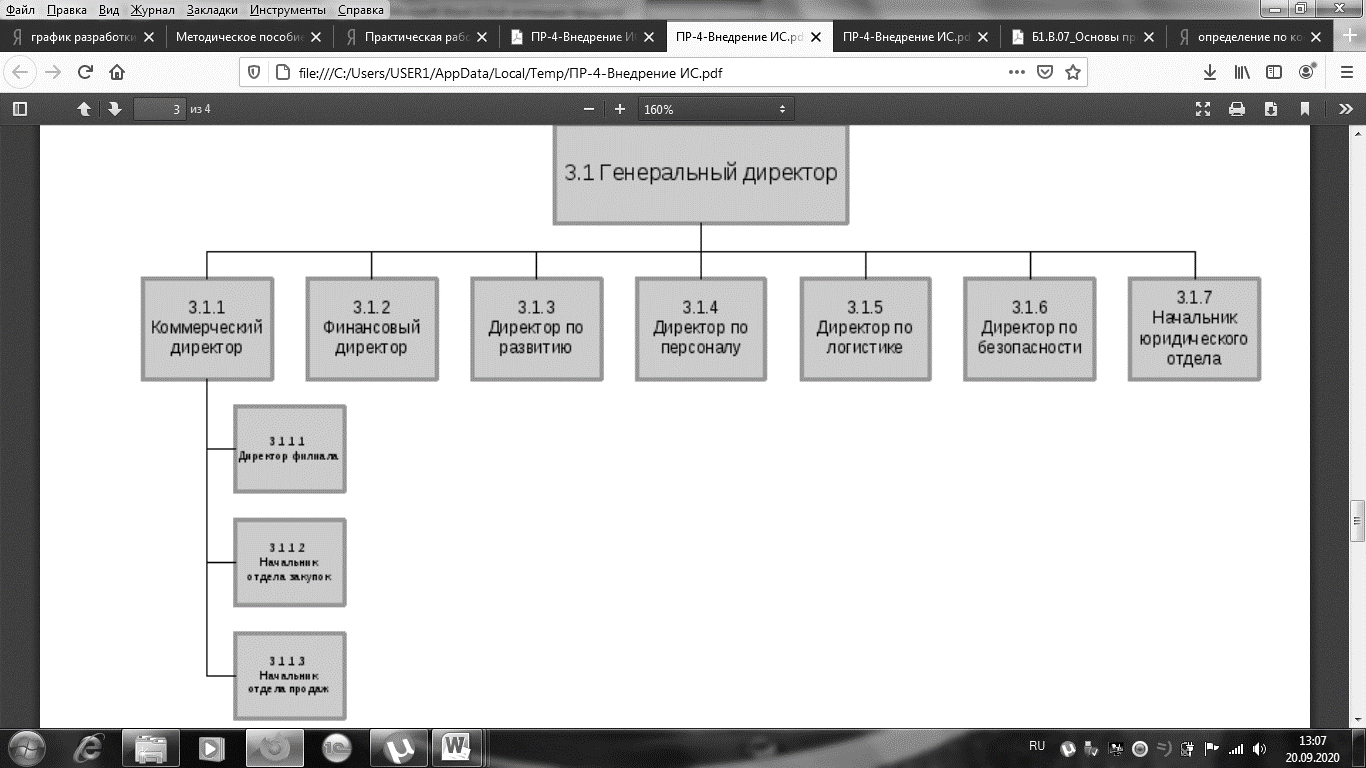 Файл Правка Вид Журнал Закладки Инструменты Справка
график разработки
Методическое пособие
Практическая рабо
ПР-4-Внедрение И
ПР-4-Внедрение ИС.pd
ПР-4-Внедрение ИС.pd
Б1.В.07_Основы пр
определение по ко
file:///C:/Users/USER1/AppData/Local/Temp/ПР-4-Внедрение ИС.pdf
3 из 4
160%
3.1 Генеральный директор
3.1.1
Коммерческий
директор
3.1.2
Финансовый
директор
3.1.3
Директор по
развитию
3.1.4
Директор по
персоналу
3.1.5
Директор по
логистике
3.1.6
Директор по
безопасности
3.1.7
Начальник
юридического
отдела
3.1.1.1
Директор филиала
3.1.1.2
Начальник
отдела закупок
3.1.1.3
Начальник
отдела продаж
RU
13:07
20.09.2020